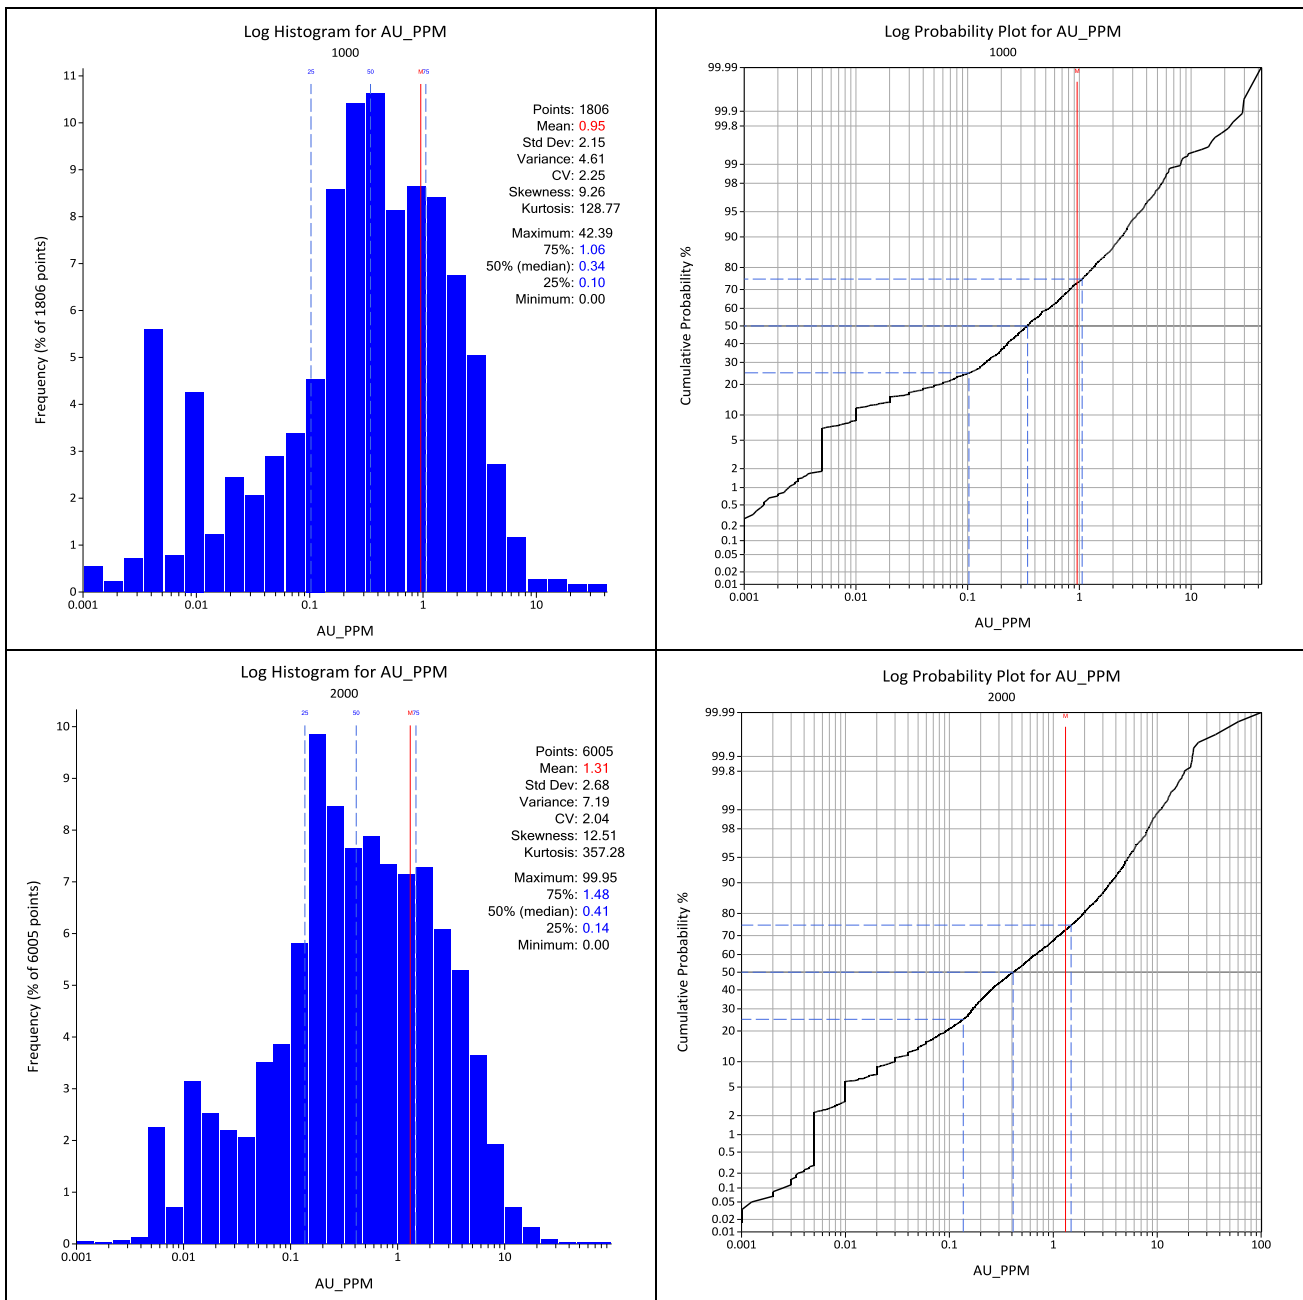 Log Histogram for AU_PPM
1000
25
50
M
75
11
10
9
8
7
6
5
4
3
2
1
0
Frequency (% of 1806 points)
Points: 1806
Mean: 0.95
Std Dev: 2.15
Variance: 4.61
CV: 2.25
Skewness: 9.26
Kurtosis: 128.77
Maximum: 42.39
75%: 1.06
50% (median): 0.34
25%: 0.10
Minimum: 0.00
0.001 0.01 0.1 1 10
AU_PPM
Log Probability Plot for AU_PPM
1000
M
99.99
99.9
99.8
99
98
95
90
80
70
60
50
40
30
20
10
5
2
1
0.5
0.2
0.1
0.05
0.02
0.01
Cumulative Probability %
0.001 0.01 0.1 1 10
AU_PPM
Log Histogram for AU_PPM
2000
25
50
M
75
10
9
8
7
6
5
4
3
2
1
0
Frequency (% of 6005 points)
Points: 6005
Mean: 1.31
Std Dev: 2.68
Variance: 7.19
CV: 2.04
Skewness: 12.51
Kurtosis: 357.28
Maximum: 99.95
75%: 1.48
50% (median): 0.41
25%: 0.14
Minimum: 0.00
0.001 0.01 0.1 1 10
AU_PPM
Log Probability Plot for AU_PPM
2000
M
99.99
99.9
99.8
99
98
95
90
80
70
60
50
40
30
20
10
5
2
1
0.5
0.2
0.1
0.05
0.02
0.01
Cumulative Probability %
0.001 0.01 0.1 1 10 100
AU_PPM